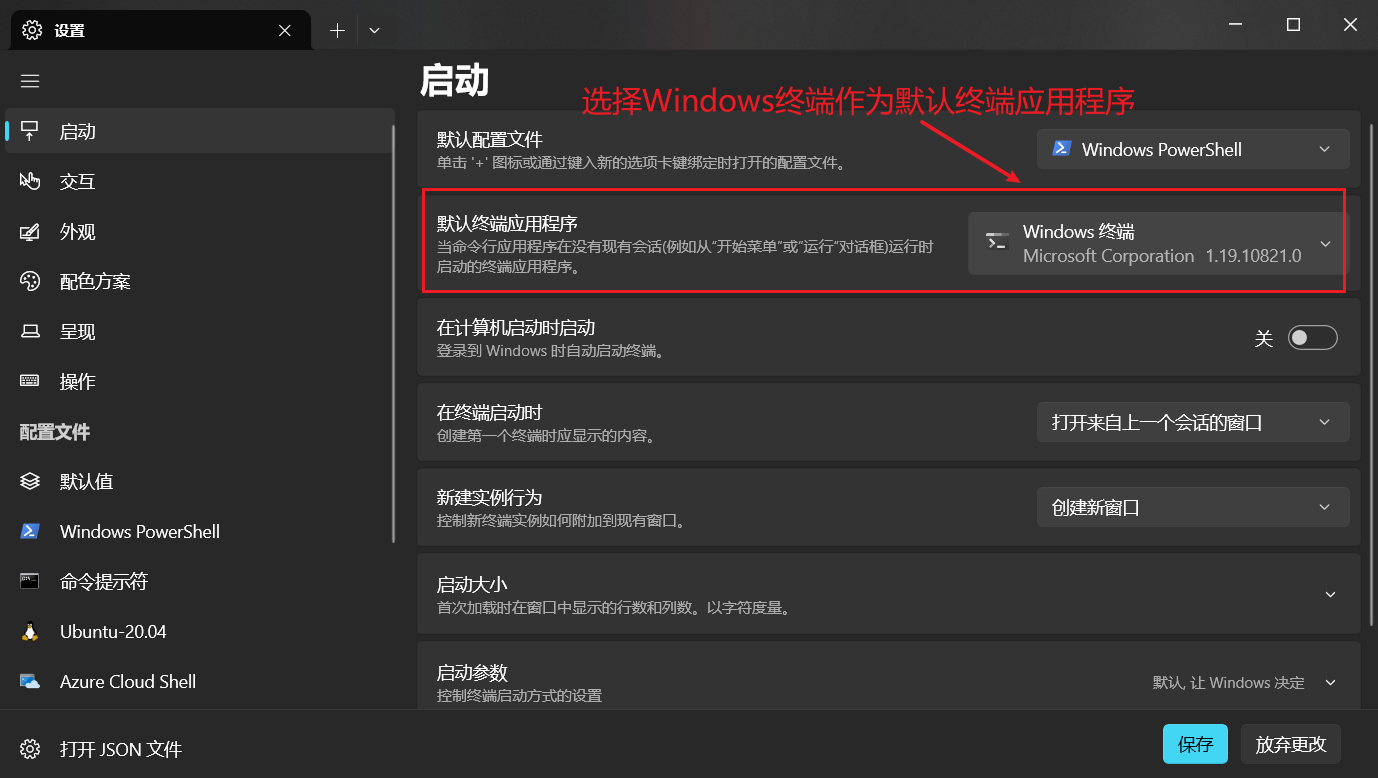 设置
启动
选择Windows终端作为默认终端应用程序
启动
交互
外观
配色方案
呈现
操作
配置文件
默认值
Windows PowerShell
命令提示符
Ubuntu-20.04
Azure Cloud Shell
打开 JSON 文件
默认配置文件
单击 '+' 图标或通过键入新的选项卡键绑定时打开的配置文件。
Windows PowerShell
默认终端应用程序
当命令行应用程序在没有现有会话(例如从“开始菜单”或”运行“对话框)运行时
启动的终端应用程序。
Windows 终端
Microsoft Corporation 1.19.10821.0
在计算机启动时启动
登录到 Windows 时自动启动终端。
关
在终端启动时
创建第一个终端时应显示的内容。
打开来自上一个会话的窗口
新建实例行为
控制新终端实例如何附加到现有窗口。
创建新窗口
启动大小
首次加载时在窗口中显示的行数和列数。以字符度量。
启动参数
控制终端启动方式的设置
默认, 让 Windows 决定
保存
放弃更改